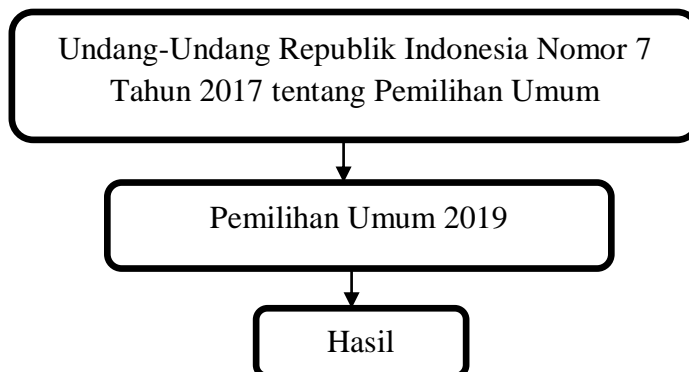 Undang-Undang Republik Indonesia Nomor 7
Tahun 2017 tentang Pemilihan Umum
Pemilihan Umum 2019
Hasil